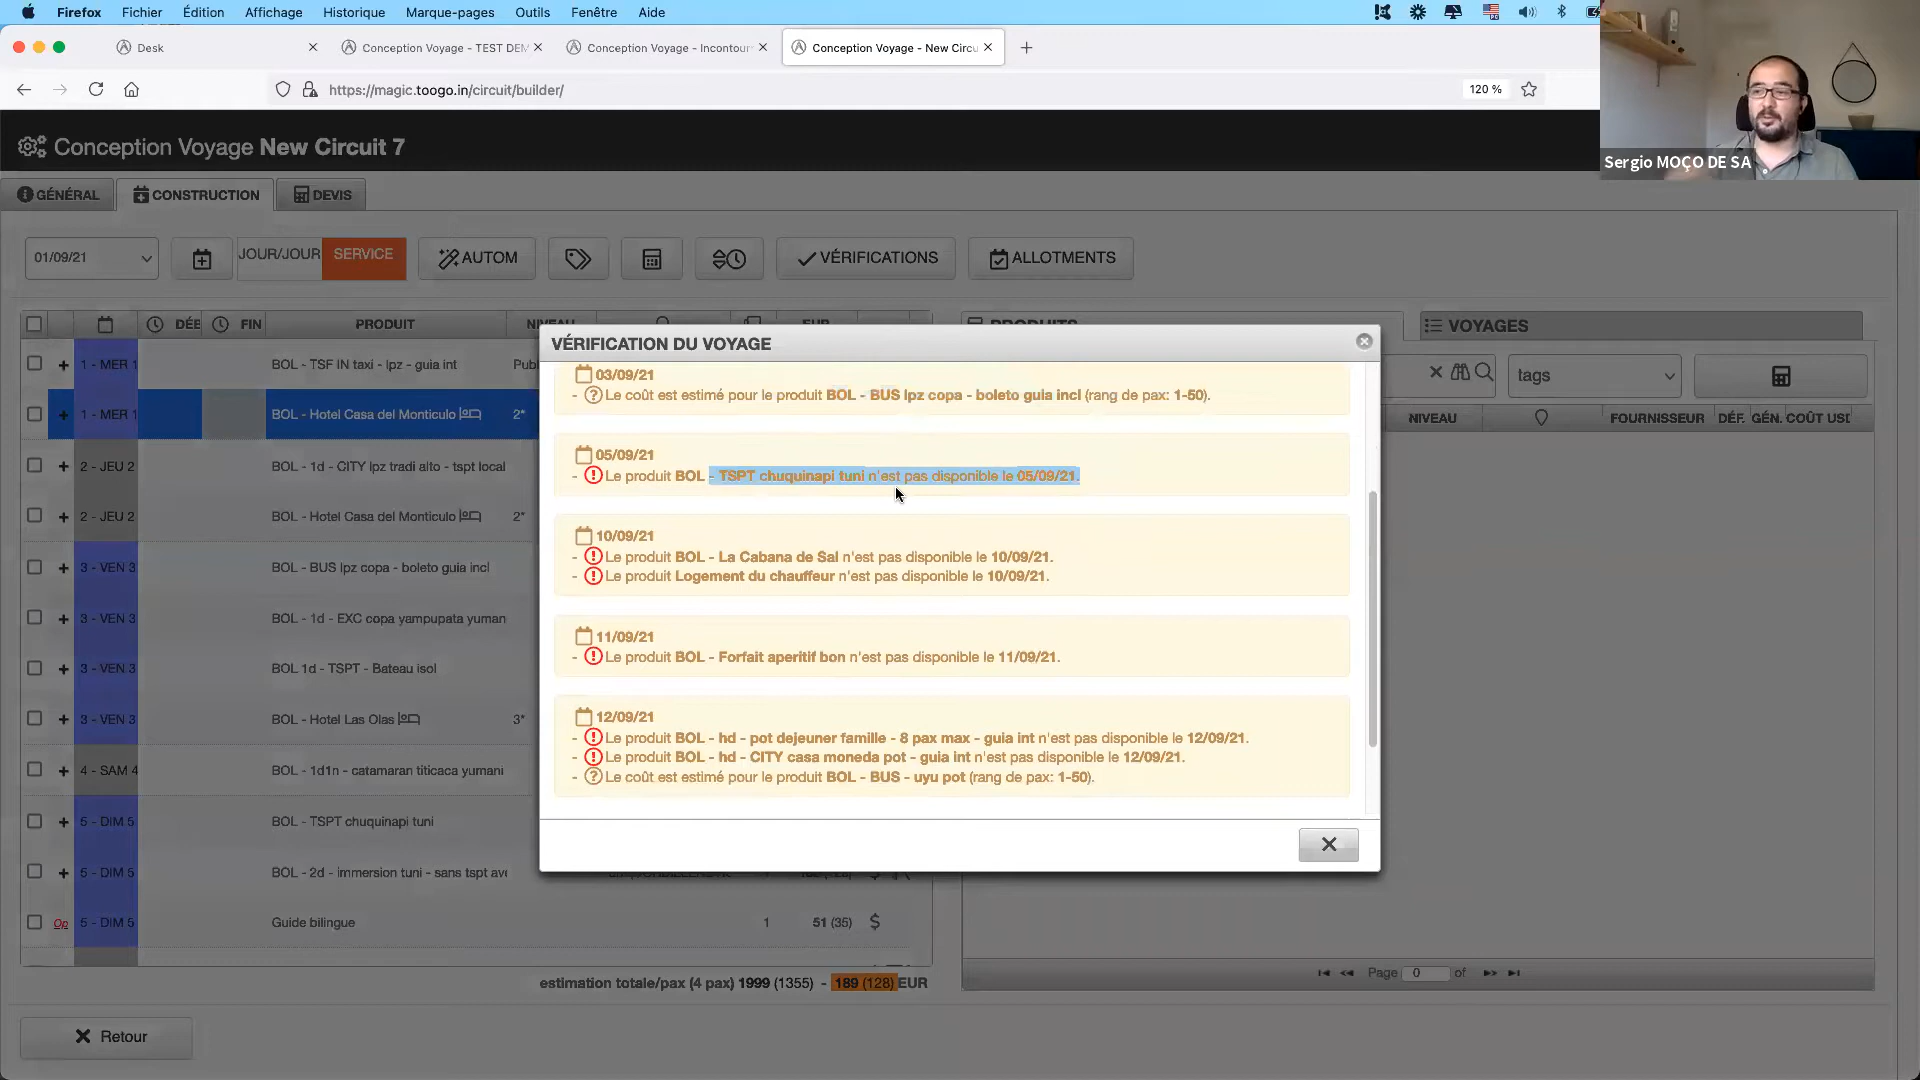 Firefox Fichier Édition Affichage Historique Marque-pages Outils Fenêtre Aide
Desk
Conception Voyage - TEST DEM
Conception Voyage - Incontour
Conception Voyage - New Circu
https://magic.toogo.in/circuit/builder/
120 %
Sergio MOÇO DE SA
Conception Voyage New Circuit 7
GÉNÉRAL
CONSTRUCTION
DEVIS
01/09/21
JOUR/JOUR
SERVICE
AUTOM
VÉRIFICATIONS
ALLOTMENTS
DÉE FIN PRODUIT NIVEAU EUR
1 - MER 1 BOL - TSF IN taxi - lpz - guia int Pub
1 - MER 1 BOL - Hotel Casa del Monticulo 2*
2 - JEU 2 BOL - 1d - CITY lpz tradi alto - tspt local
2 - JEU 2 BOL - Hotel Casa del Monticulo 2*
3 - VEN 3 BOL - BUS lpz copa - boleto guia incl
3 - VEN 3 BOL - 1d - EXC copa yampupata yuman
3 - VEN 3 BOL 1d - TSPT - Bateau isol
3 - VEN 3 BOL - Hotel Las Olas 3*
4 - SAM 4 BOL - 1d1n - catamaran titicaca yumani
5 - DIM 5 BOL - TSPT chuquinapi tuni
5 - DIM 5 BOL - 2d - immersion tuni - sans tspt ave
Op 5 - DIM 5 Guide bilingue 1 51 (35) $
estimation totale/pax (4 pax) 1999 (1355) - 189 (128) EUR
Retour
PRODUITS
VOYAGES
tags
NIVEAU FOURNISSEUR DÉF. GÉN. COÛT USD
Page 0 of
VÉRIFICATION DU VOYAGE
03/09/21
- Le coût est estimé pour le produit BOL - BUS lpz copa - boleto guia incl (rang de pax: 1-50).
05/09/21
- Le produit BOL - TSPT chuquinapi tuni n'est pas disponible le 05/09/21.
10/09/21
- Le produit BOL - La Cabana de Sal n'est pas disponible le 10/09/21.
- Le produit Logement du chauffeur n'est pas disponible le 10/09/21.
11/09/21
- Le produit BOL - Forfait aperitif bon n'est pas disponible le 11/09/21.
12/09/21
- Le produit BOL - hd - pot dejeuner famille - 8 pax max - guia int n'est pas disponible le 12/09/21.
- Le produit BOL - hd - CITY casa moneda pot - guia int n'est pas disponible le 12/09/21.
- Le coût est estimé pour le produit BOL - BUS - uyu pot (rang de pax: 1-50).